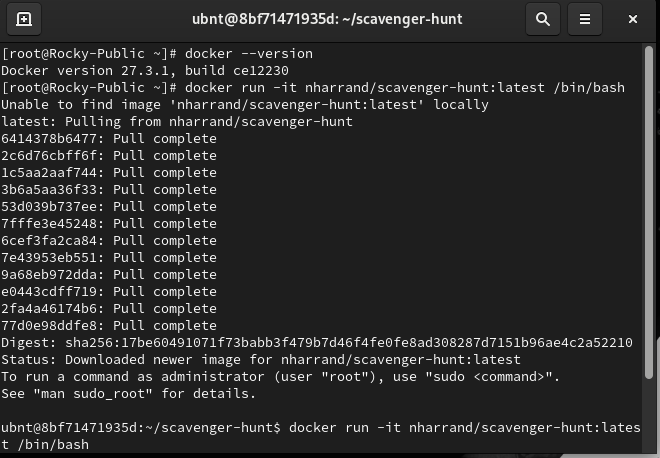 ubnt@8bf71471935d: ~/scavenger-hunt
[root@Rocky-Public ~]# docker --version
Docker version 27.3.1, build ce12230
[root@Rocky-Public ~]# docker run -it nharrand/scavenger-hunt:latest /bin/bash
Unable to find image 'nharrand/scavenger-hunt:latest' locally
latest: Pulling from nharrand/scavenger-hunt
6414378b6477: Pull complete
2c6d76cbff6f: Pull complete
1c5aa2aaf744: Pull complete
3b6a5aa36f33: Pull complete
53d039b737ee: Pull complete
7fffe3e45248: Pull complete
6cef3fa2ca84: Pull complete
7e43953eb551: Pull complete
9a68eb972dda: Pull complete
e0443cdff719: Pull complete
2fa4a46174b6: Pull complete
77d0e98ddfe8: Pull complete
Digest: sha256:17be60491071f73babb3f479b7d46f4fe0fe8ad308287d7151b96ae4c2a52210
Status: Downloaded newer image for nharrand/scavenger-hunt:latest
To run a command as administrator (user "root"), use "sudo <command>".
See "man sudo_root" for details.
ubnt@8bf71471935d:~/scavenger-hunt$ docker run -it nharrand/scavenger-hunt:lates
t /bin/bash